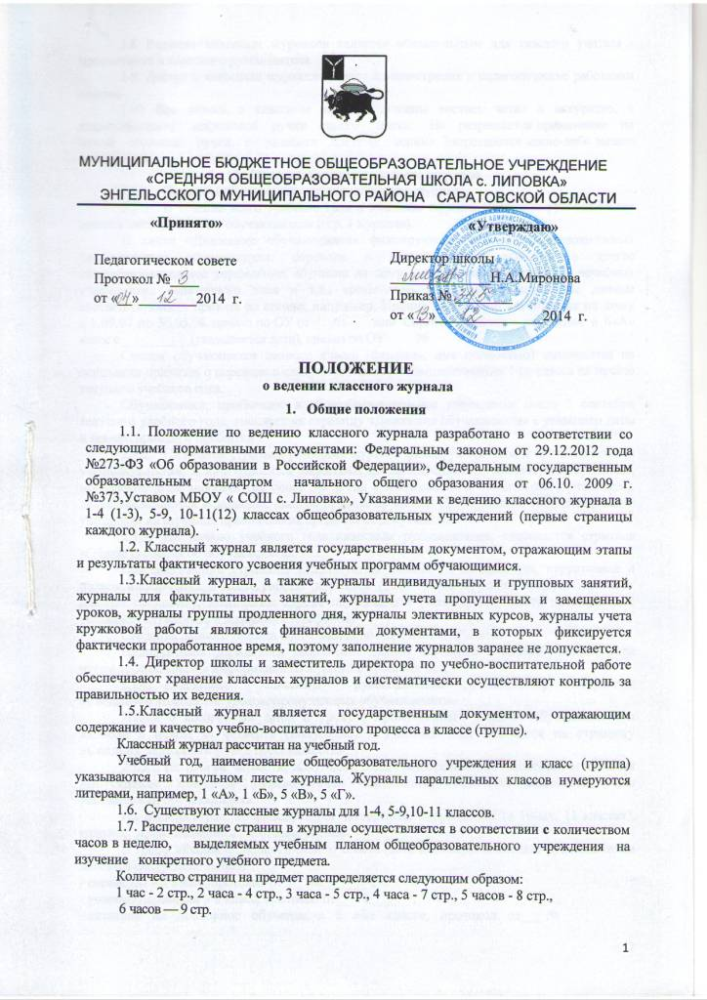 МУНИЦИПАЛЬНОЕ БЮДЖЕТНОЕ ОБЩЕОБРАЗОВАТЕЛЬНОЕ УЧРЕЖДЕНИЕ
«СРЕДНЯЯ ОБЩЕОБРАЗОВАТЕЛЬНАЯ ШКОЛА с. ЛИПОВКА»
ЭНГЕЛЬССКОГО МУНИЦИПАЛЬНОГО РАЙОНА САРАТОВСКОЙ ОБЛАСТИ
«Принято»
Педагогическом совете
Протокол № 3
от «04» 12 2014 г.
«Утверждаю»
Директор школы
Н.А.Миронова
Приказ № 345
от «13» 12 2014 г.
ПОЛОЖЕНИЕ
о ведении классного журнала
1. Общие положения
1.1. Положение по ведению классного журнала разработано в соответствии со
следующими нормативными документами: Федеральным законом от 29.12.2012 года
№273-ФЗ «Об образовании в Российской Федерации», Федеральным государственным
образовательным стандартом начального общего образования от 06.10. 2009 г.
№373,Уставом МБОУ « СОШ с. Липовка», Указаниями к ведению классного журнала в
1-4 (1-3), 5-9, 10-11(12) классах общеобразовательных учреждений (первые страницы
каждого журнала).
1.2. Классный журнал является государственным документом, отражающим этапы
и результаты фактического усвоения учебных программ обучающимися.
1.3.Классный журнал, а также журналы индивидуальных и групповых занятий,
журналы для факультативных занятий, журналы учета пропущенных и замещенных
уроков, журналы группы продленного дня, журналы элективных курсов, журналы учета
кружковой работы являются финансовыми документами, в которых фиксируется
фактически проработанное время, поэтому заполнение журналов заранее не допускается.
1.4. Директор школы и заместитель директора по учебно-воспитательной работе
обеспечивают хранение классных журналов и систематически осуществляют контроль за
правильностью их ведения.
1.5.Классный журнал является государственным документом, отражающим
содержание и качество учебно-воспитательного процесса в классе (группе).
Классный журнал рассчитан на учебный год.
Учебный год, наименование общеобразовательного учреждения и класс (группа)
указываются на титульном листе журнала. Журналы параллельных классов нумеруются
литерами, например, 1 «А», 1 «Б», 5 «В», 5 «Г».
1.6. Существуют классные журналы для 1-4, 5-9,10-11 классов.
1.7. Распределение страниц в журнале осуществляется в соответствии с количеством
часов в неделю, выделяемых учебным планом общеобразовательного учреждения на
изучение конкретного учебного предмета.
Количество страниц на предмет распределяется следующим образом:
1 час - 2 стр., 2 часа - 4 стр., 3 часа - 5 стр., 4 часа - 7 стр., 5 часов - 8 стр.,
6 часов — 9 стр.
1